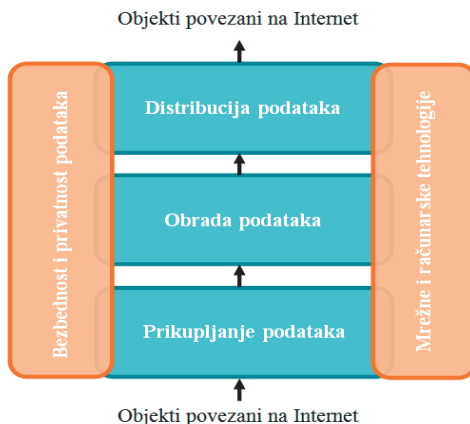 Objekti povezani na Internet
Bezbednost i privatnost podataka
Distribucija podataka
Obrada podataka
Prikupljanje podataka
Mrežne i računarske tehnologije
Objekti povezani na Internet